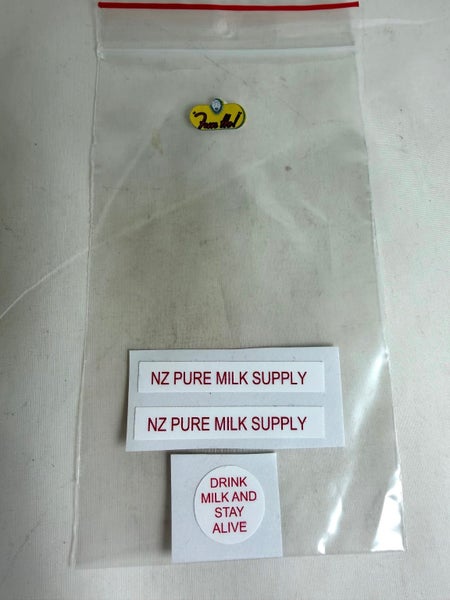 NZ PURE MILK SUPPLY
NZ PURE MILK SUPPLY
DRINK
MILK AND
STAY
ALIVE